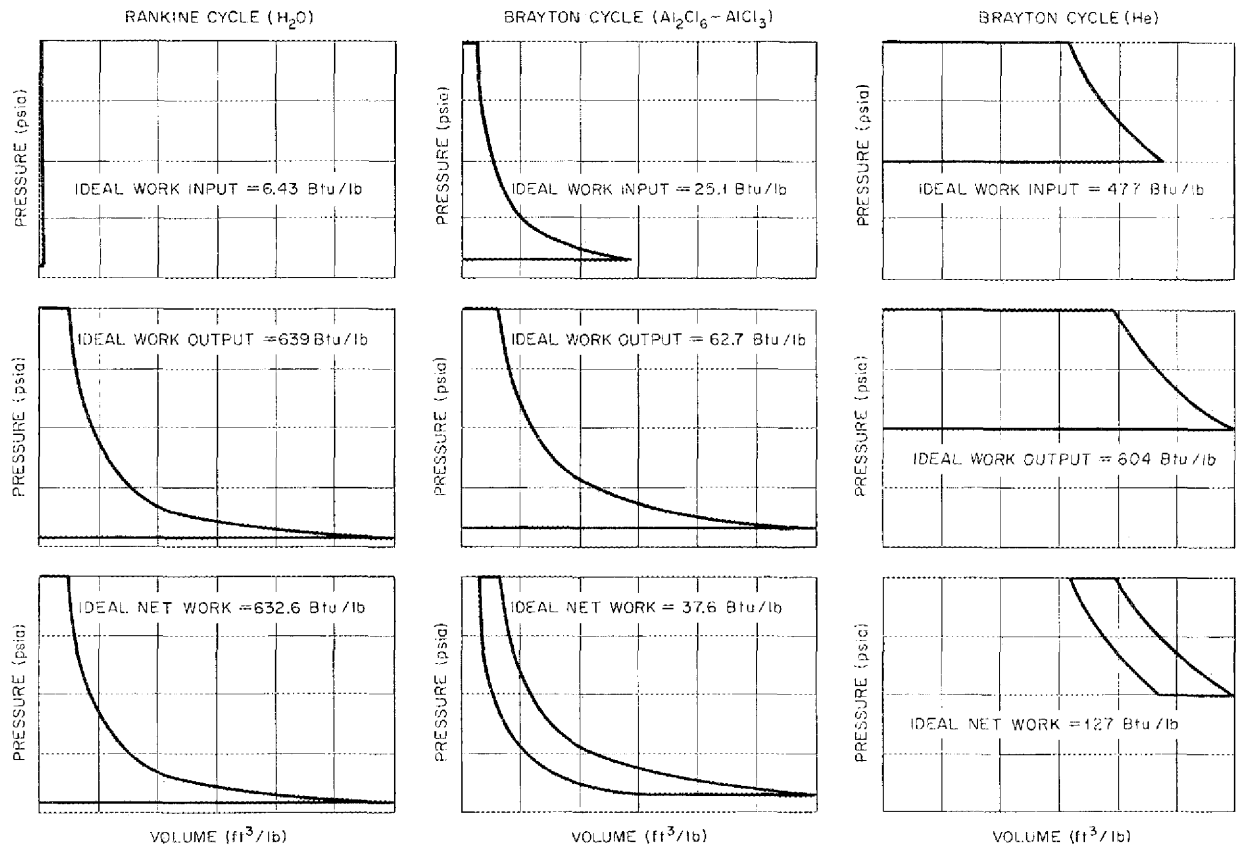 RANKINE CYCLE (H2O)
BRAYTON CYCLE (Al2Cl6-AlCl3)
BRAYTON CYCLE (He)
PRESSURE (psia)
IDEAL WORK INPUT = 6.43 Btu/lb
PRESSURE (psia)
IDEAL WORK INPUT = 25.1 Btu/lb
PRESSURE (psia)
IDEAL WORK INPUT = 477 Btu/lb
PRESSURE (psia)
IDEAL WORK OUTPUT = 639 Btu/lb
PRESSURE (psia)
IDEAL WORK OUTPUT = 62.7 Btu/lb
PRESSURE (psia)
IDEAL WORK OUTPUT = 604 Btu/lb
PRESSURE (psia)
IDEAL NET WORK = 632.6 Btu/lb
PRESSURE (psia)
IDEAL NET WORK = 37.6 Btu/lb
PRESSURE (psia)
IDEAL NET WORK = 127 Btu/lb
VOLUME (ft3/lb)
VOLUME (ft3/lb)
VOLUME (ft3/lb)